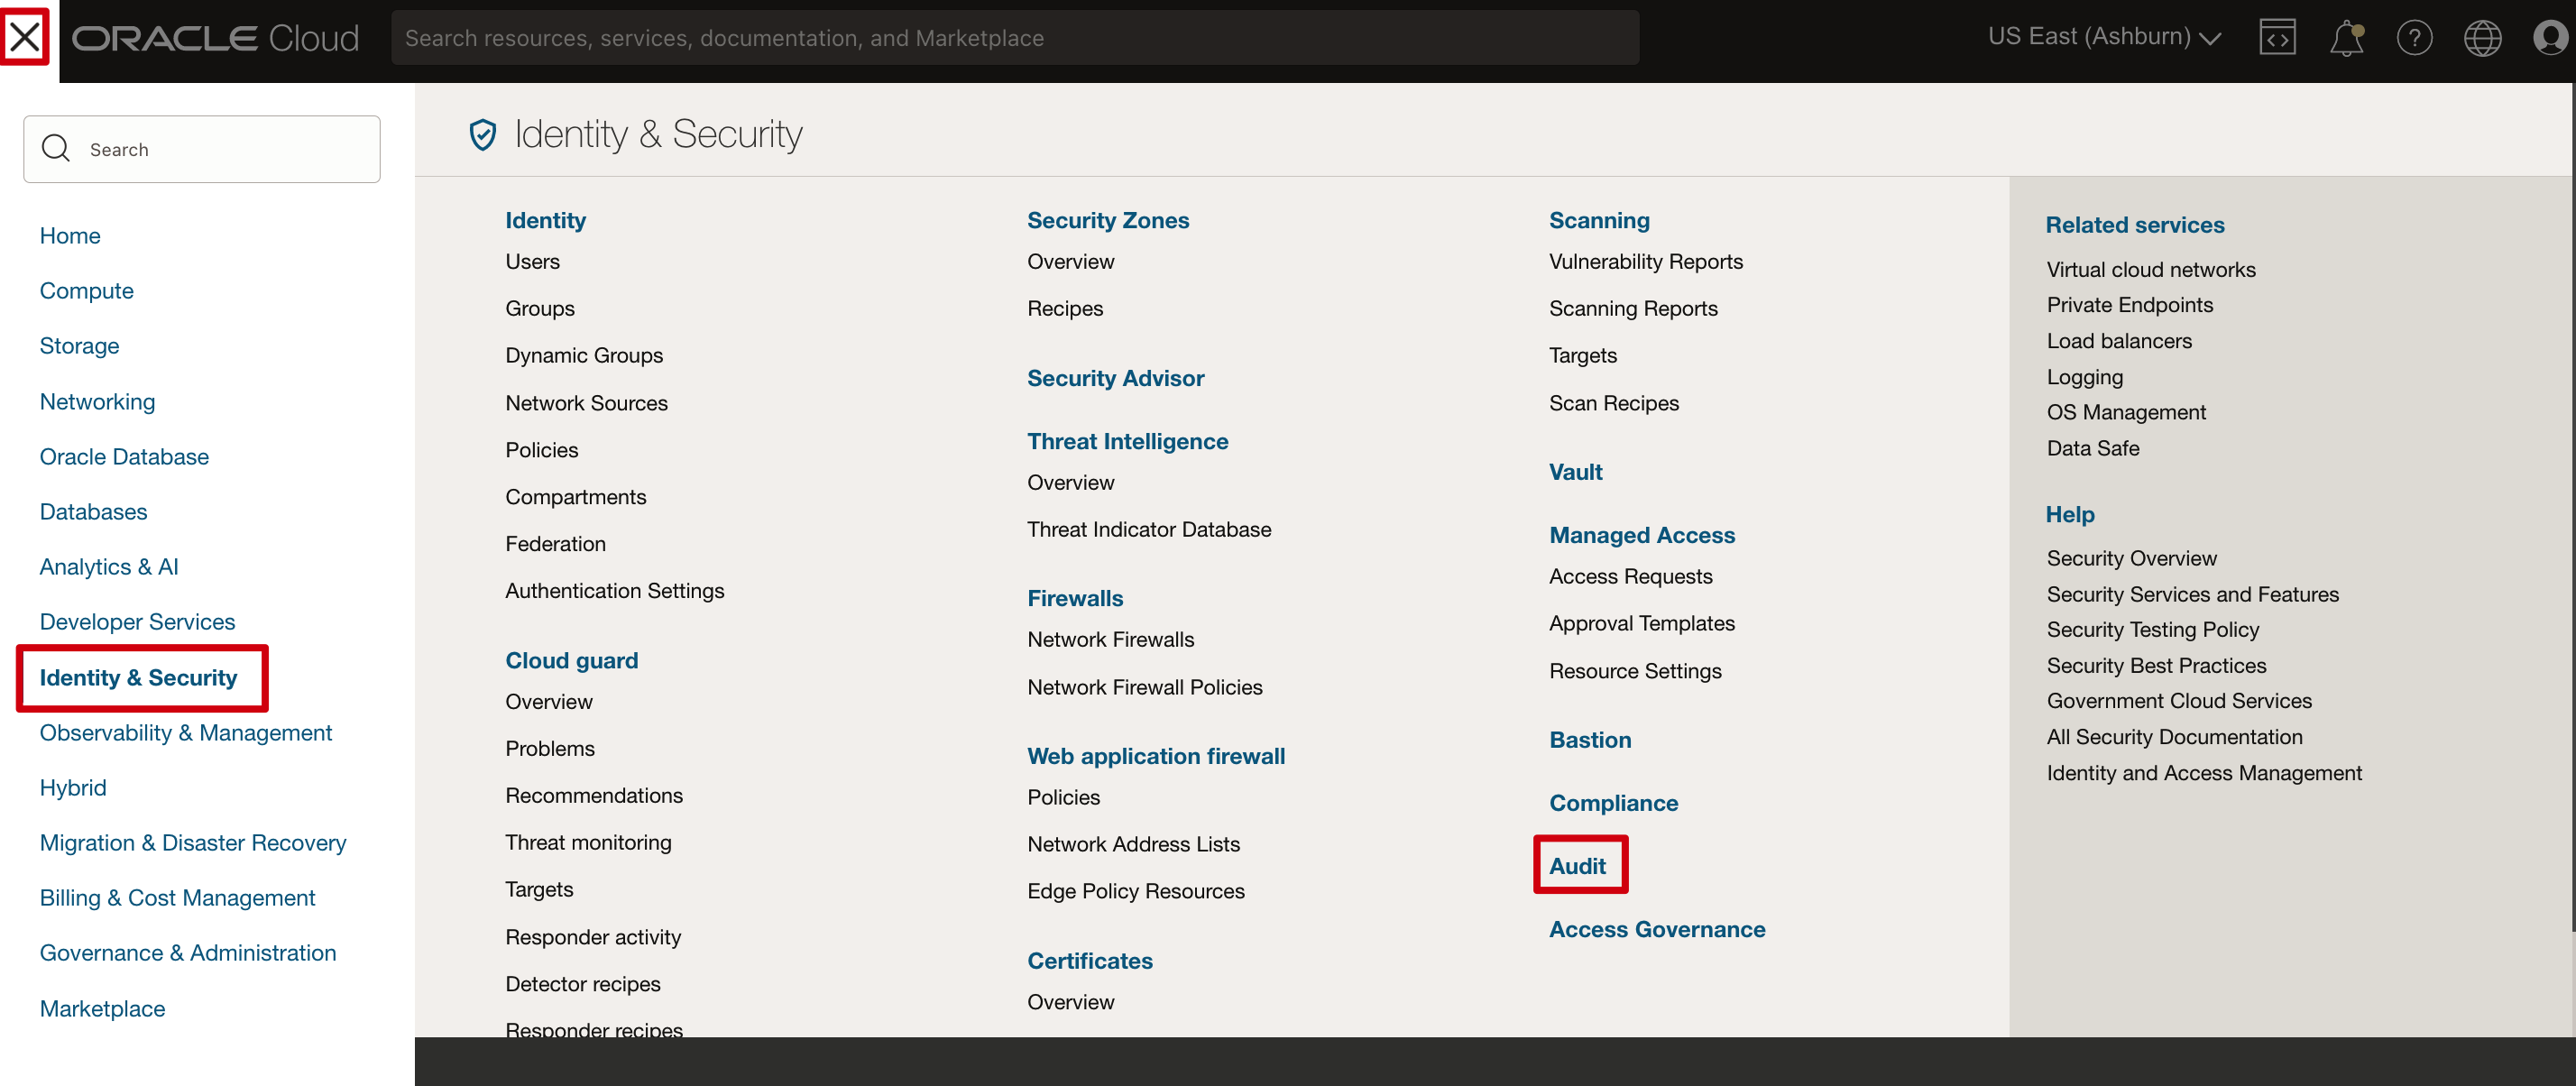 ORACLE Cloud
Search resources, services, documentation, and Marketplace
US East (Ashburn)
Search
Home
Compute
Storage
Networking
Oracle Database
Databases
Analytics & AI
Developer Services
Identity & Security
Observability & Management
Hybrid
Migration & Disaster Recovery
Billing & Cost Management
Governance & Administration
Marketplace
Identity & Security
Identity
Users
Groups
Dynamic Groups
Network Sources
Policies
Compartments
Federation
Authentication Settings
Cloud guard
Overview
Problems
Recommendations
Threat monitoring
Targets
Responder activity
Detector recipes
Responder recipes
Security Zones
Overview
Recipes
Security Advisor
Threat Intelligence
Overview
Threat Indicator Database
Firewalls
Network Firewalls
Network Firewall Policies
Web application firewall
Policies
Network Address Lists
Edge Policy Resources
Certificates
Overview
Scanning
Vulnerability Reports
Scanning Reports
Targets
Scan Recipes
Vault
Managed Access
Access Requests
Approval Templates
Resource Settings
Bastion
Compliance
Audit
Access Governance
Related services
Virtual cloud networks
Private Endpoints
Load balancers
Logging
OS Management
Data Safe
Help
Security Overview
Security Services and Features
Security Testing Policy
Security Best Practices
Government Cloud Services
All Security Documentation
Identity and Access Management